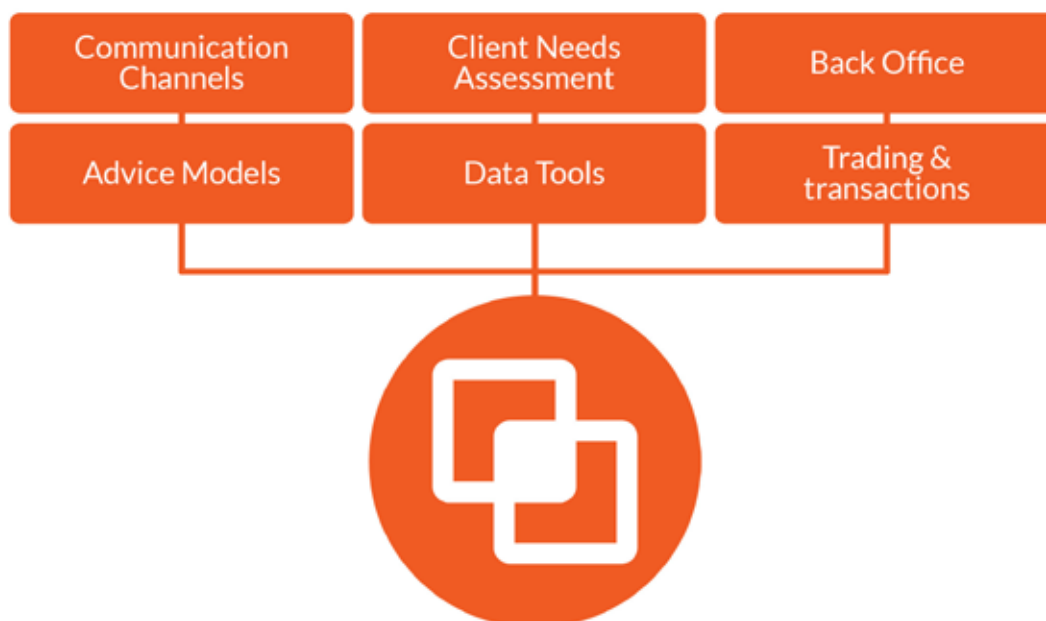 Communication
Channels
Client Needs
Assessment
Back Office
Advice Models
Data Tools
Trading &
transactions